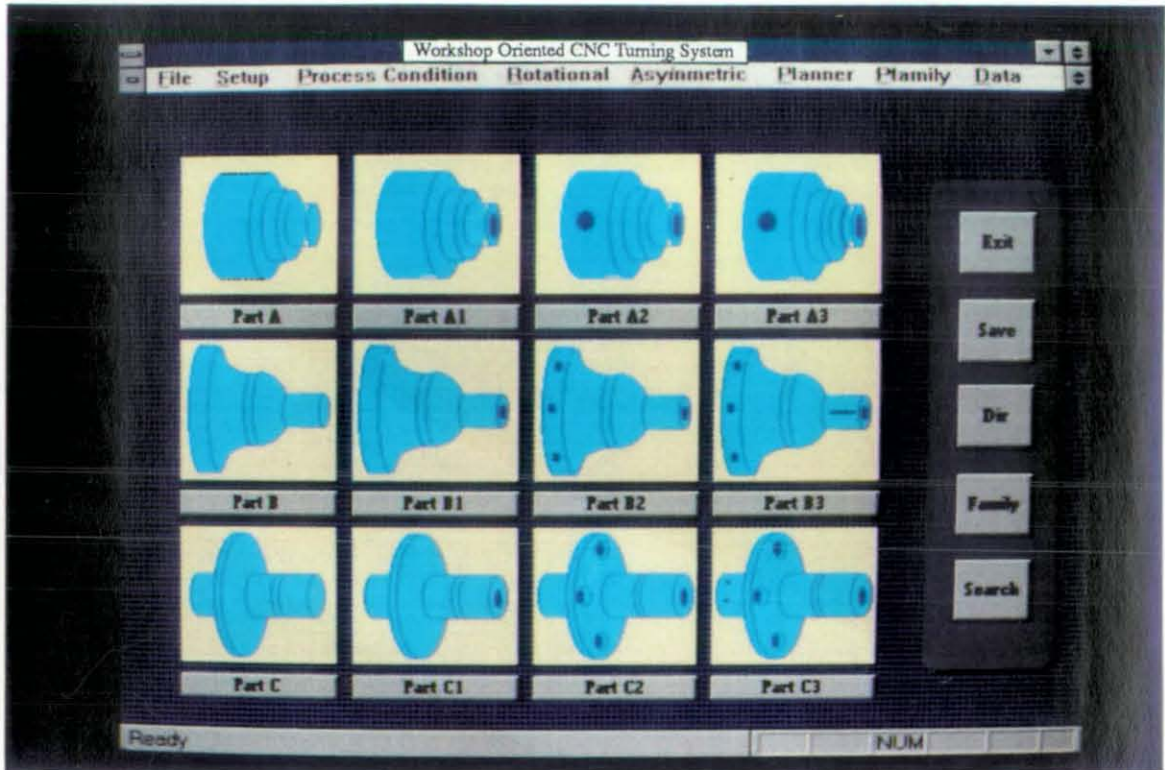 Workshop Oriented CNC Turning System
File Setup Process Condition Rotational Asymmetric Planner Pfamily Data
Part A Part A1 Part A2 Part A3
Part B Part B1 Part B2 Part B3
Part C Part C1 Part C2 Part C3
Exit
Save
Dir
Family
Search
Ready NUM